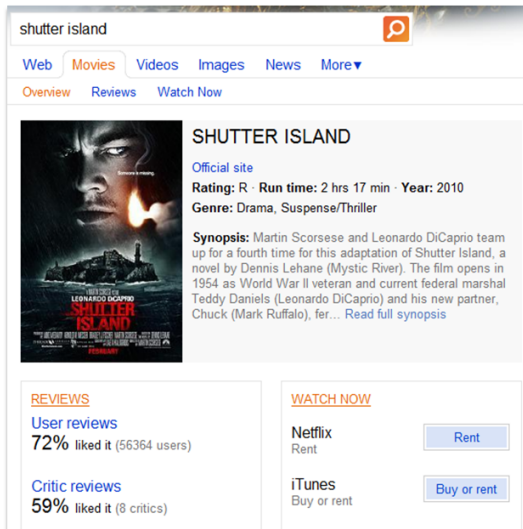 shutter island
Web Movies Videos Images News More▾
Overview Reviews Watch Now
SHUTTER ISLAND
Official site
Rating: R · Run time: 2 hrs 17 min · Year: 2010
Genre: Drama, Suspense/Thriller
Synopsis: Martin Scorsese and Leonardo DiCaprio team
up for a fourth time for this adaptation of Shutter Island, a
novel by Dennis Lehane (Mystic River). The film opens in
1954 as World War II veteran and current federal marshal
Teddy Daniels (Leonardo DiCaprio) and his new partner,
Chuck (Mark Ruffalo), fer... Read full synopsis
Someone is missing.
LEONARDO DiCAPRIO
SHUTTER
ISLAND
FEBRUARY
REVIEWS
User reviews
72% liked it (56364 users)
Critic reviews
59% liked it (8 critics)
WATCH NOW
Netflix
Rent
Rent
iTunes
Buy or rent
Buy or rent